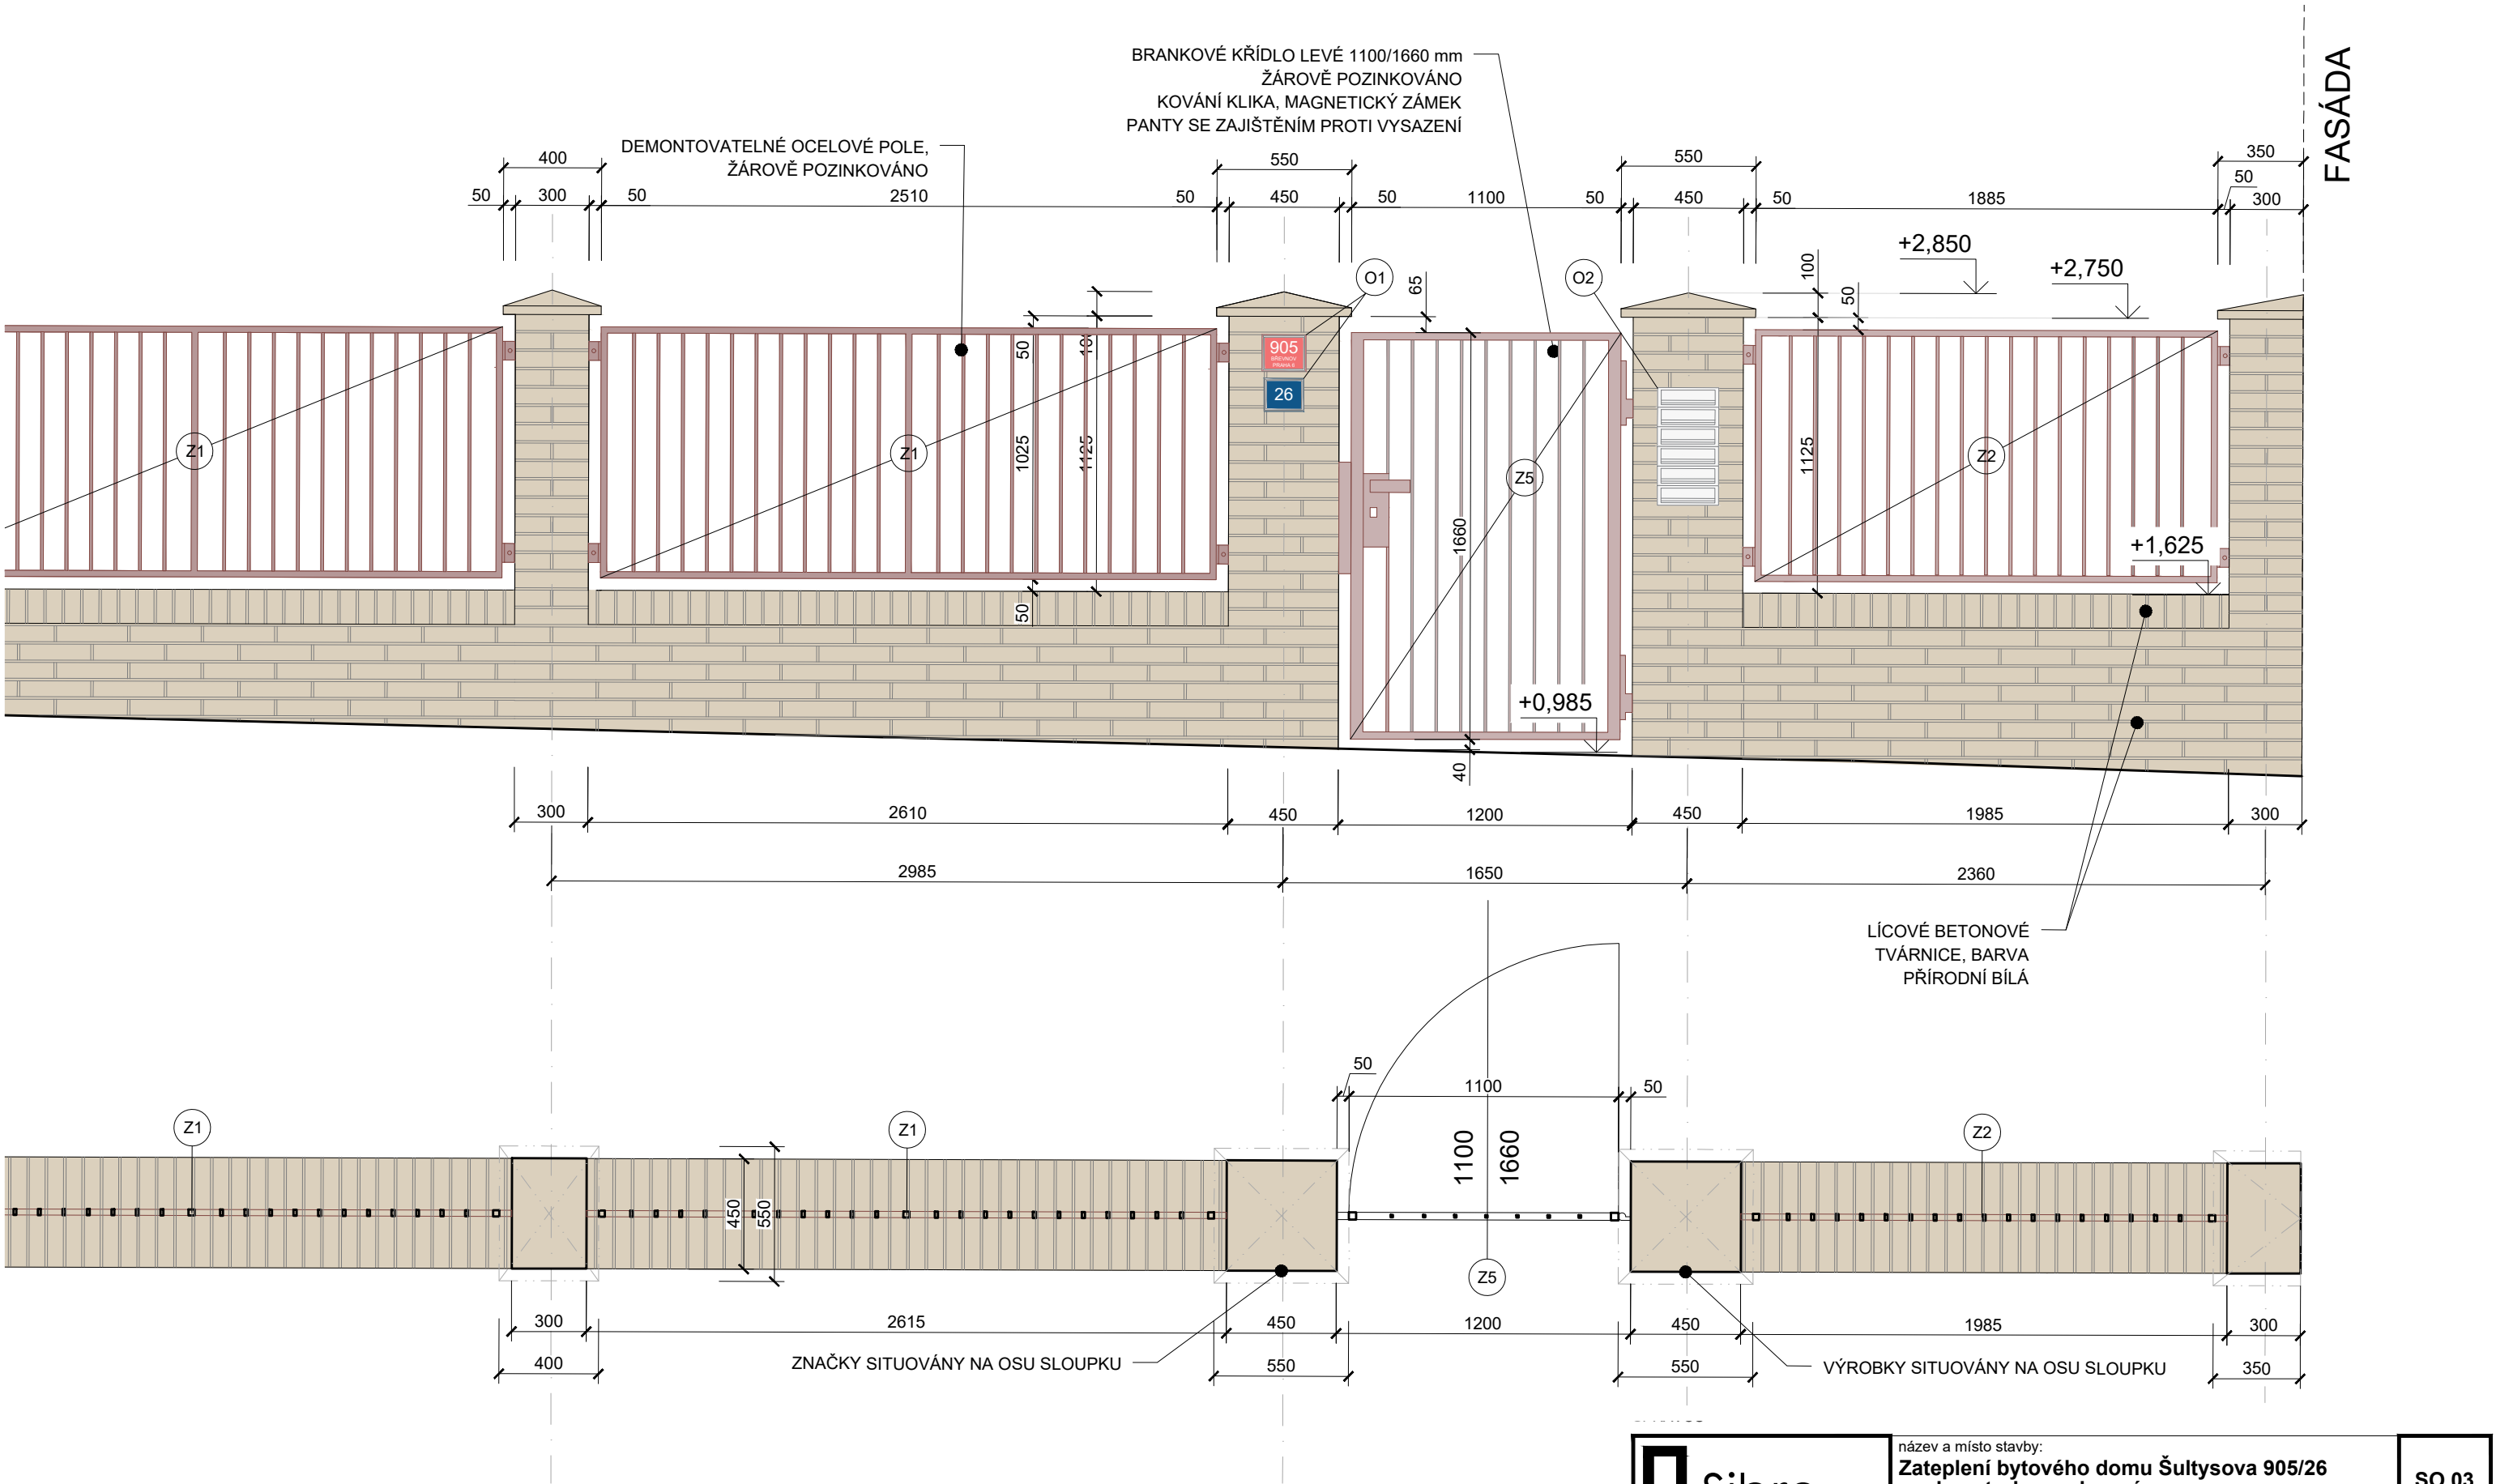 BRANKOVÉ KŘÍDLO LEVÉ 1100/1660 mm
ŽÁROVĚ POZINKOVÁNO
KOVÁNÍ KLIKA, MAGNETICKÝ ZÁMEK
PANTY SE ZAJIŠTĚNÍM PROTI VYSAZENÍ
FASÁDA
DEMONTOVATELNÉ OCELOVÉ POLE,
ŽÁROVĚ POZINKOVÁNO
400
550
550
350
50 300 50 2510 50 450 50 1100 50 450 50 1885 50 300
+2,850
+2,750
O1
O2
65
100
50
50
905
BŘEVNOV
PRAHA 6
26
Z1
Z1
Z5
Z2
1025
1125
1660
1125
+1,625
50
+0,985
40
300 2610 450 1200 450 1985 300
2985 1650 2360
LÍCOVÉ BETONOVÉ
TVÁRNICE, BARVA
PŘÍRODNÍ BÍLÁ
50
1100
50
Z1
Z1
Z2
1100
1660
450
550
Z5
300 2615 450 1200 450 1985 300
400 550 550 350
ZNAČKY SITUOVÁNY NA OSU SLOUPKU
VÝROBKY SITUOVÁNY NA OSU SLOUPKU
název a místo stavby:
Zateplení bytového domu Šultysova 905/26
SO 03